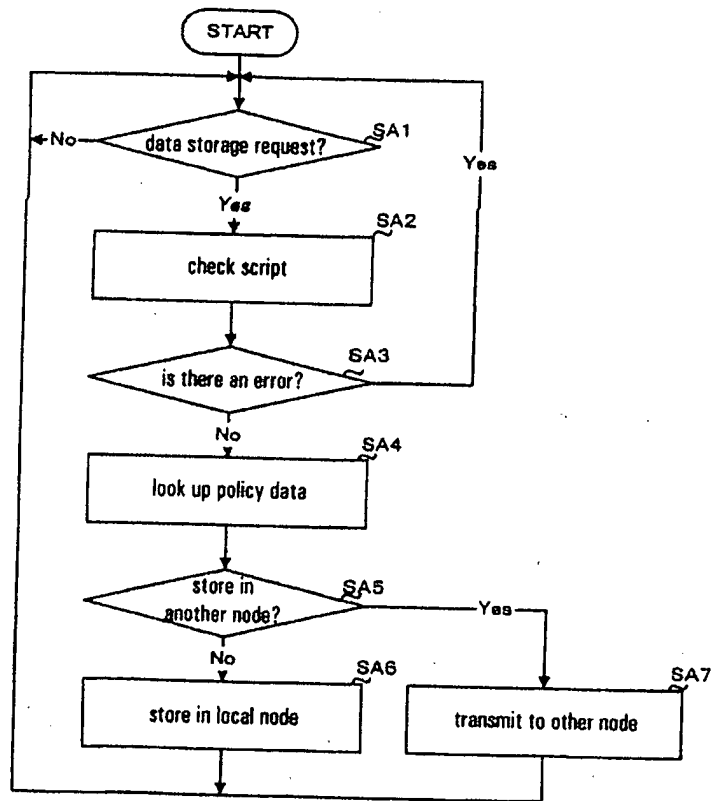 START
data storage request?
SA1
No
Yes
Yes
SA2
check script
SA3
is there an error?
No
SA4
look up policy data
SA5
store in
another node?
Yes
No
SA6
store in local node
SA7
transmit to other node